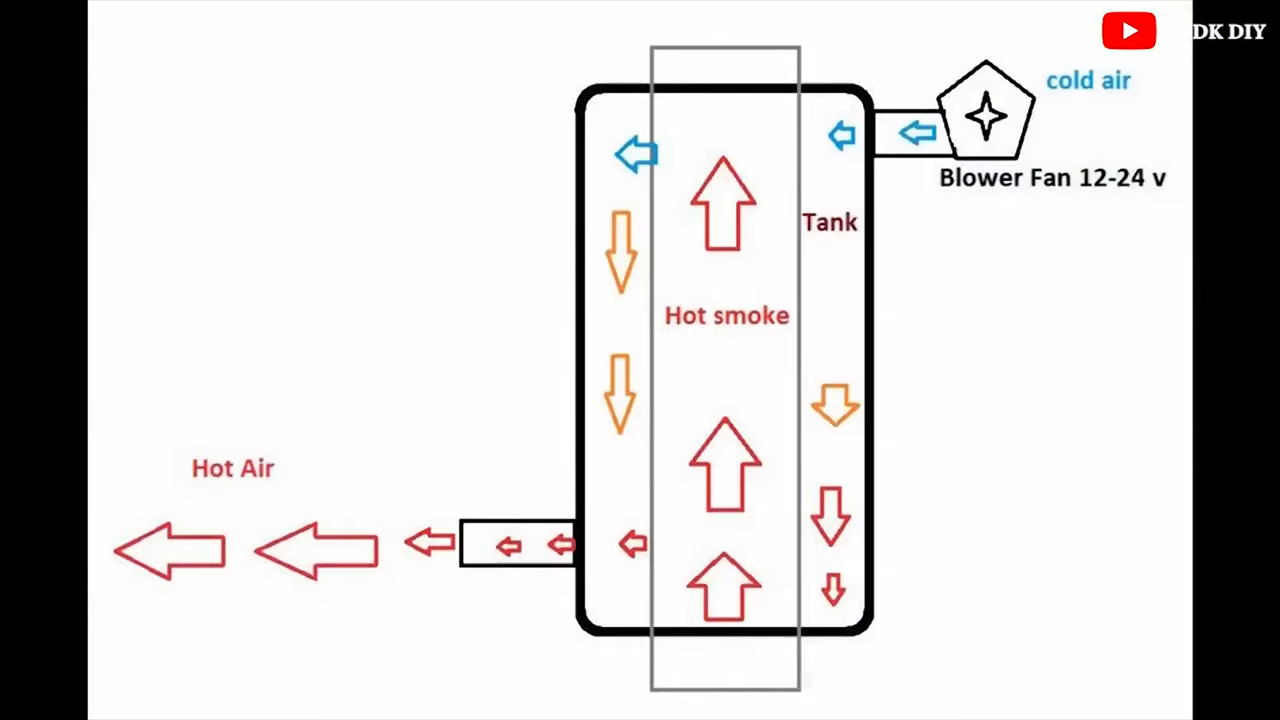 DK DIY
cold air
Blower Fan 12-24 v
Tank
Hot smoke
Hot Air